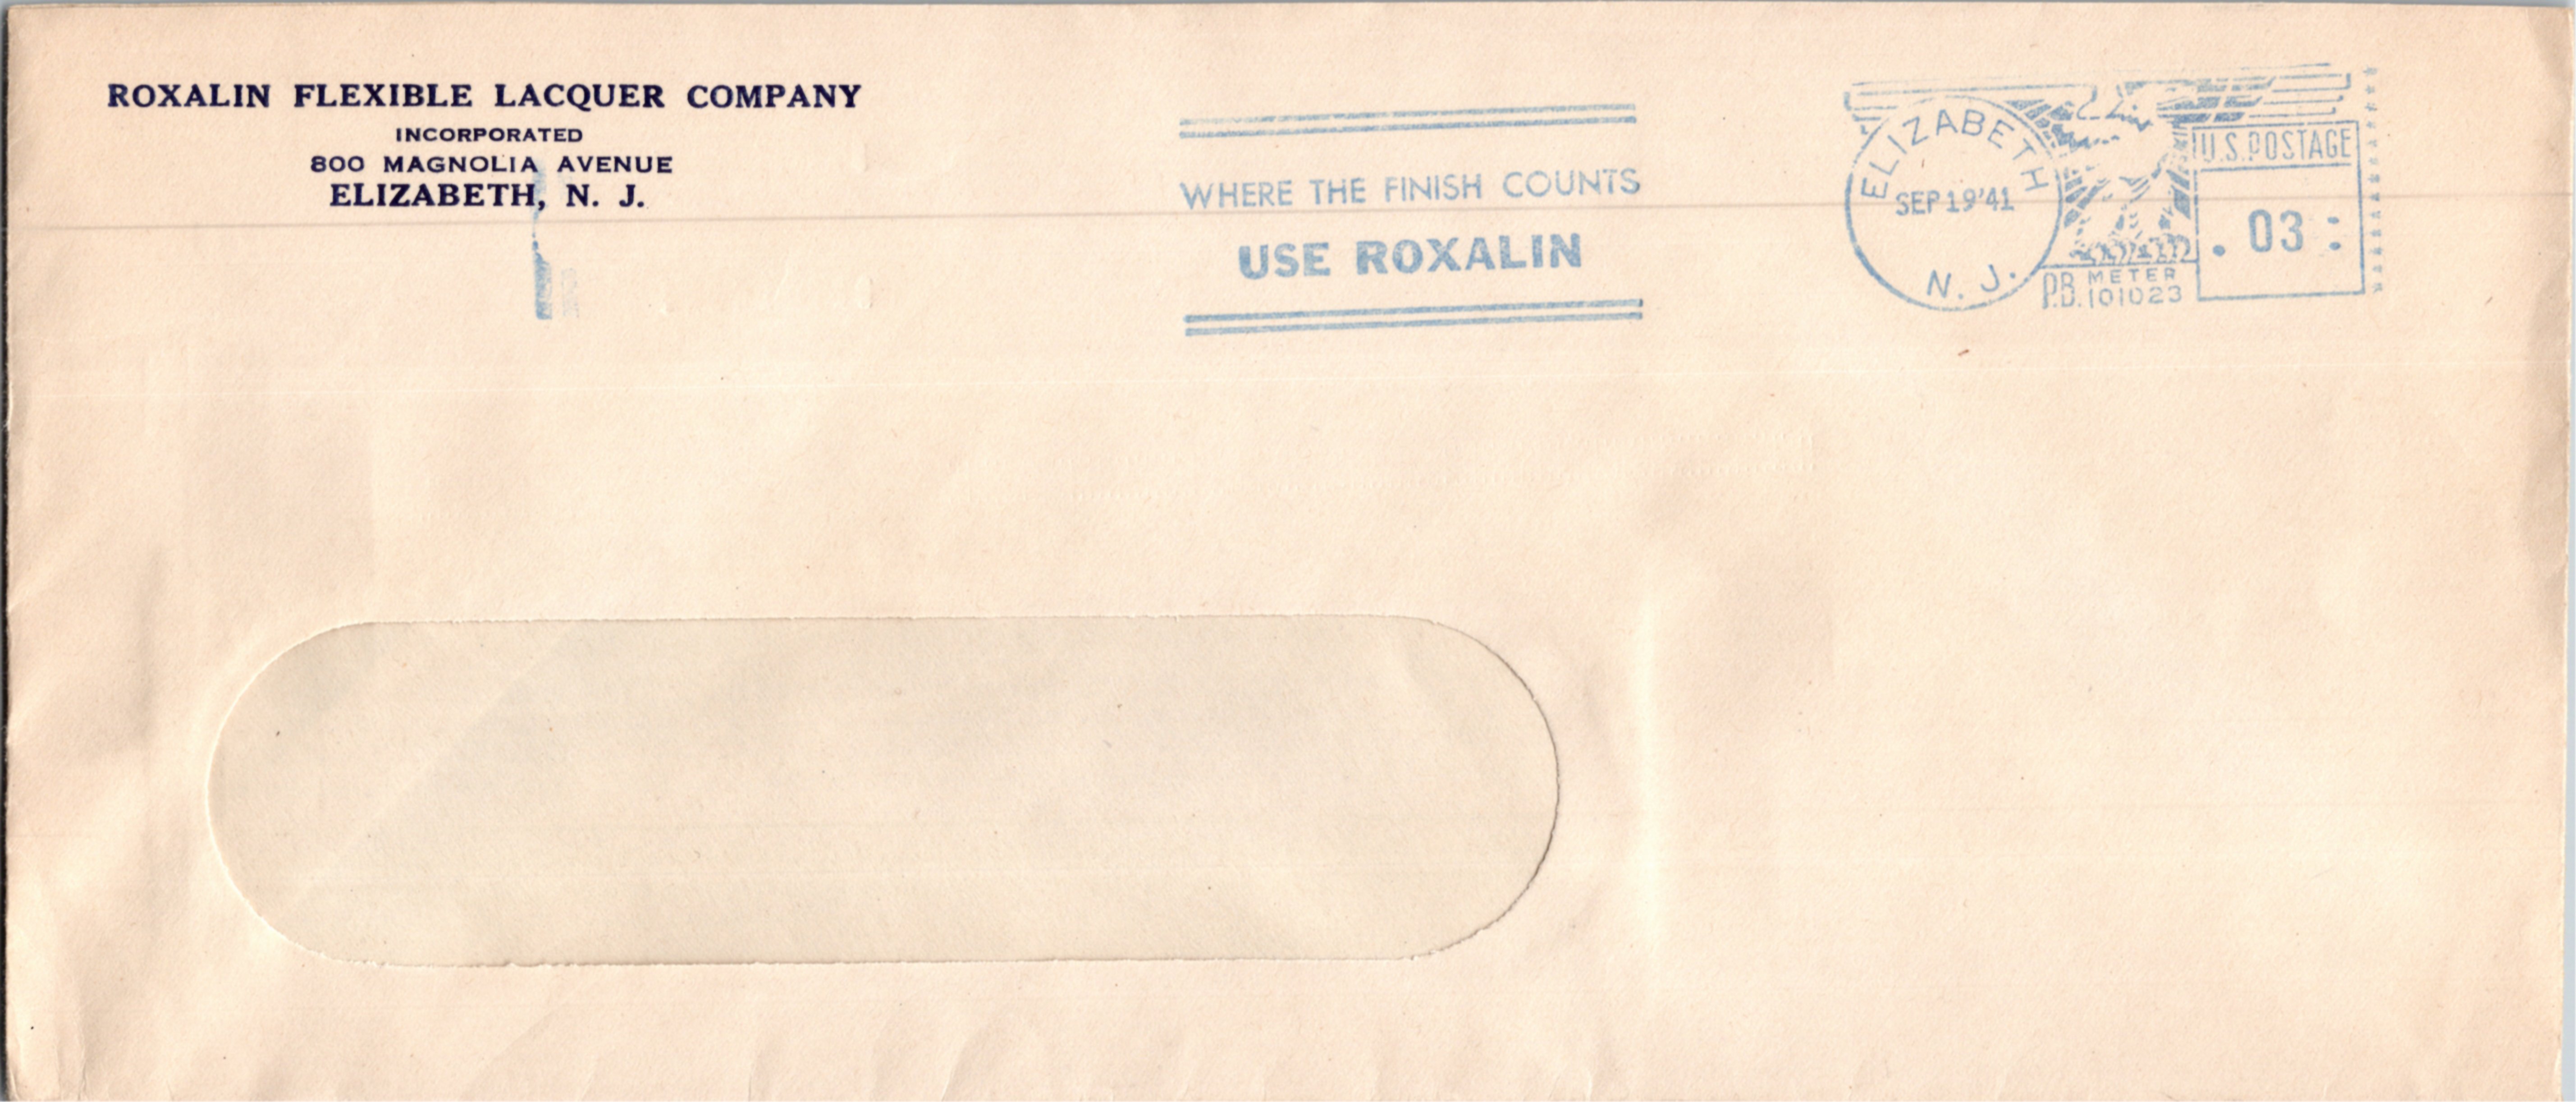 ROXALIN FLEXIBLE LACQUER COMPANY
INCORPORATED
800 MAGNOLIA AVENUE
ELIZABETH, N. J.
WHERE THE FINISH COUNTS
USE ROXALIN
ELIZABETH
SEP 19 '41
N. J.
P.B. METER
101023
U.S. POSTAGE
.03